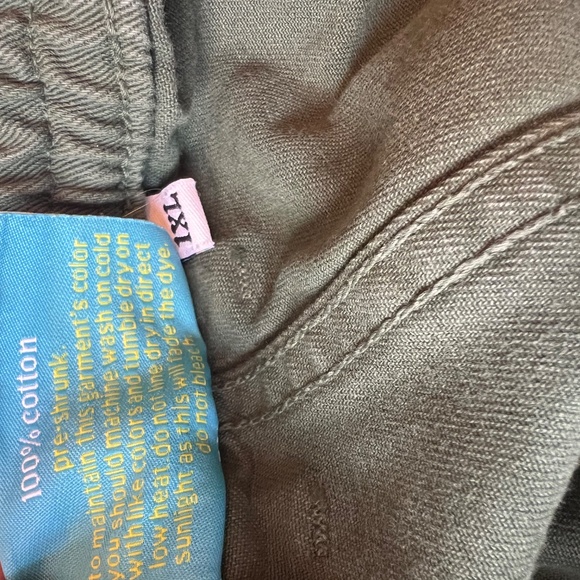 1XL
100% cotton
pre-shrunk.
to maintain this garment's color
you should machine wash on cold
with like colors and tumble dry on
low heat. do not line dry in direct
sunlight as this will fade the dye.
do not bleach.